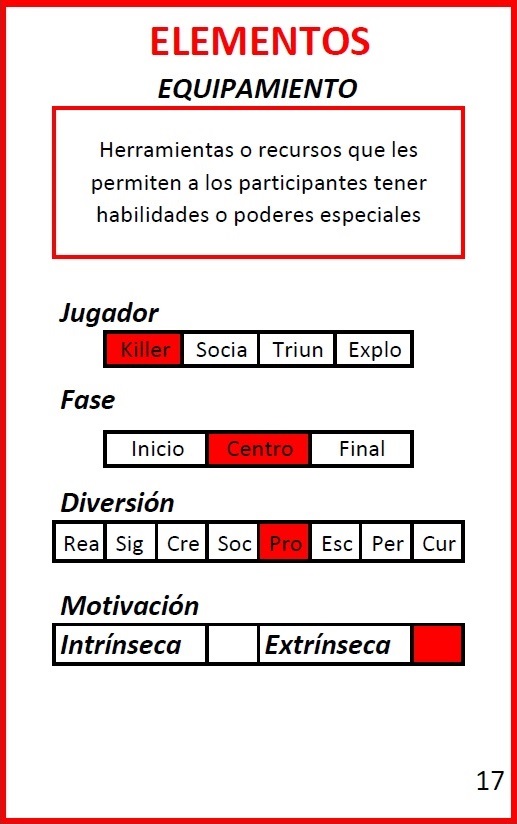 ELEMENTOS
EQUIPAMIENTO
Herramientas o recursos que les
permiten a los participantes tener
habilidades o poderes especiales
Jugador
Killer Socia Triun Explo
Fase
Inicio Centro Final
Diversión
Rea Sig Cre Soc Pro Esc Per Cur
Motivación
Intrínseca Extrínseca
17